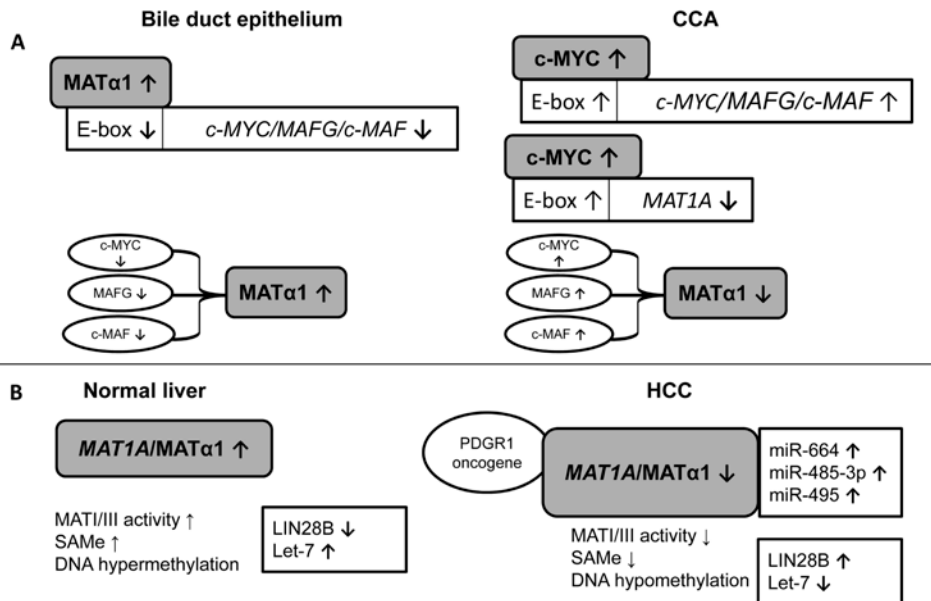 Bile duct epithelium
CCA
A
MATα1 ↑
E-box ↓
c-MYC/MAFG/c-MAF ↓
c-MYC ↑
E-box ↑
c-MYC/MAFG/c-MAF ↑
c-MYC ↑
E-box ↑
MAT1A ↓
c-MYC
↓
MAFG ↓
c-MAF ↓
MATα1 ↑
c-MYC
↑
MAFG ↑
c-MAF ↑
MATα1 ↓
B
Normal liver
HCC
MAT1A/MATα1 ↑
MATI/III activity ↑
SAMe ↑
DNA hypermethylation
LIN28B ↓
Let-7 ↑
PDGR1
oncogene
MAT1A/MATα1 ↓
miR-664 ↑
miR-485-3p ↑
miR-495 ↑
MATI/III activity ↓
SAMe ↓
DNA hypomethylation
LIN28B ↑
Let-7 ↓